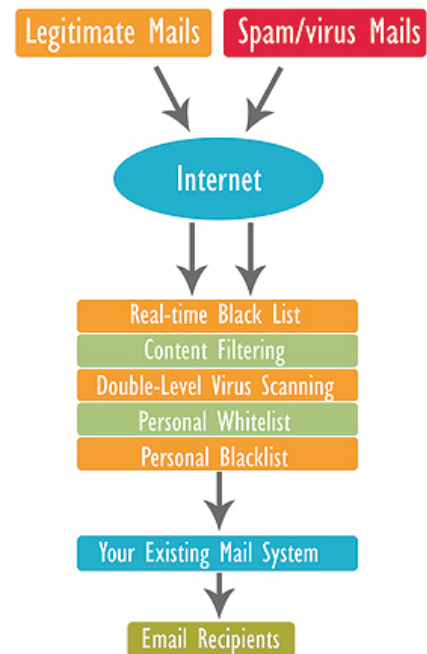 Legitimate Mails
Spam/virus Mails
Internet
Real-time Black List
Content Filtering
Double-Level Virus Scanning
Personal Whitelist
Personal Blacklist
Your Existing Mail System
Email Recipients